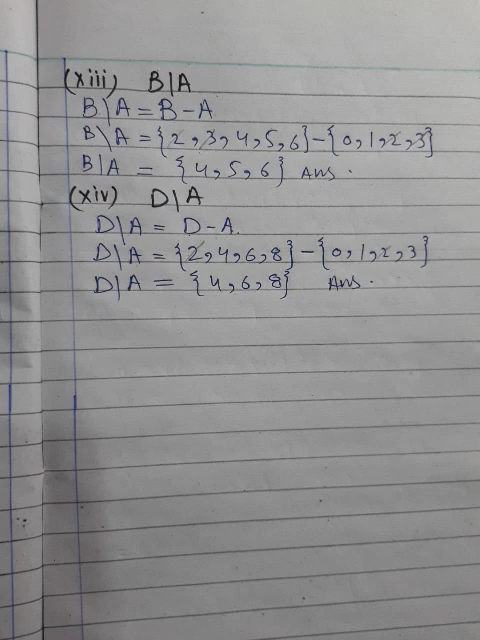 (xiii) B|A
B|A = B - A
B\A = {2, 3, 4, 5, 6} - {0, 1, 2, 3}
B|A = {4, 5, 6} Ans.
(xiv) D|A
D|A = D - A.
D\A = {2, 4, 6, 8} - {0, 1, 2, 3}
D|A = {4, 6, 8} Ans.